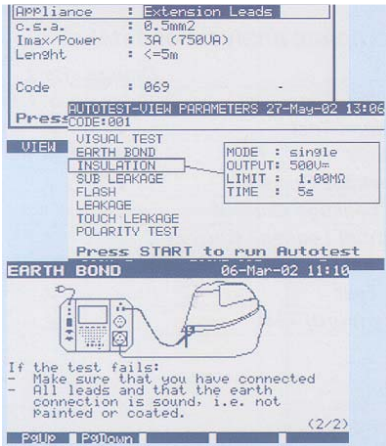 Appliance : Extension Leads
c.s.a. : 0.5mm2
Imax/Power : 3A (750VA)
Lenght : <=5m
Code : 069 -
Press
AUTOTEST-VIEW PARAMETERS 27-May-02 13:06
CODE:001
VIEW
VISUAL TEST
EARTH BOND
INSULATION
SUB LEAKAGE
FLASH
LEAKAGE
TOUCH LEAKAGE
POLARITY TEST
MODE : single
OUTPUT: 500V=
LIMIT : 1.00MΩ
TIME : 5s
Press START to run Autotest
EARTH BOND 06-Mar-02 11:10
If the test fails:
- Make sure that you have connected
- All leads and that the earth
connection is sound, i.e. not
painted or coated.
(2/2)
PgUp PgDown